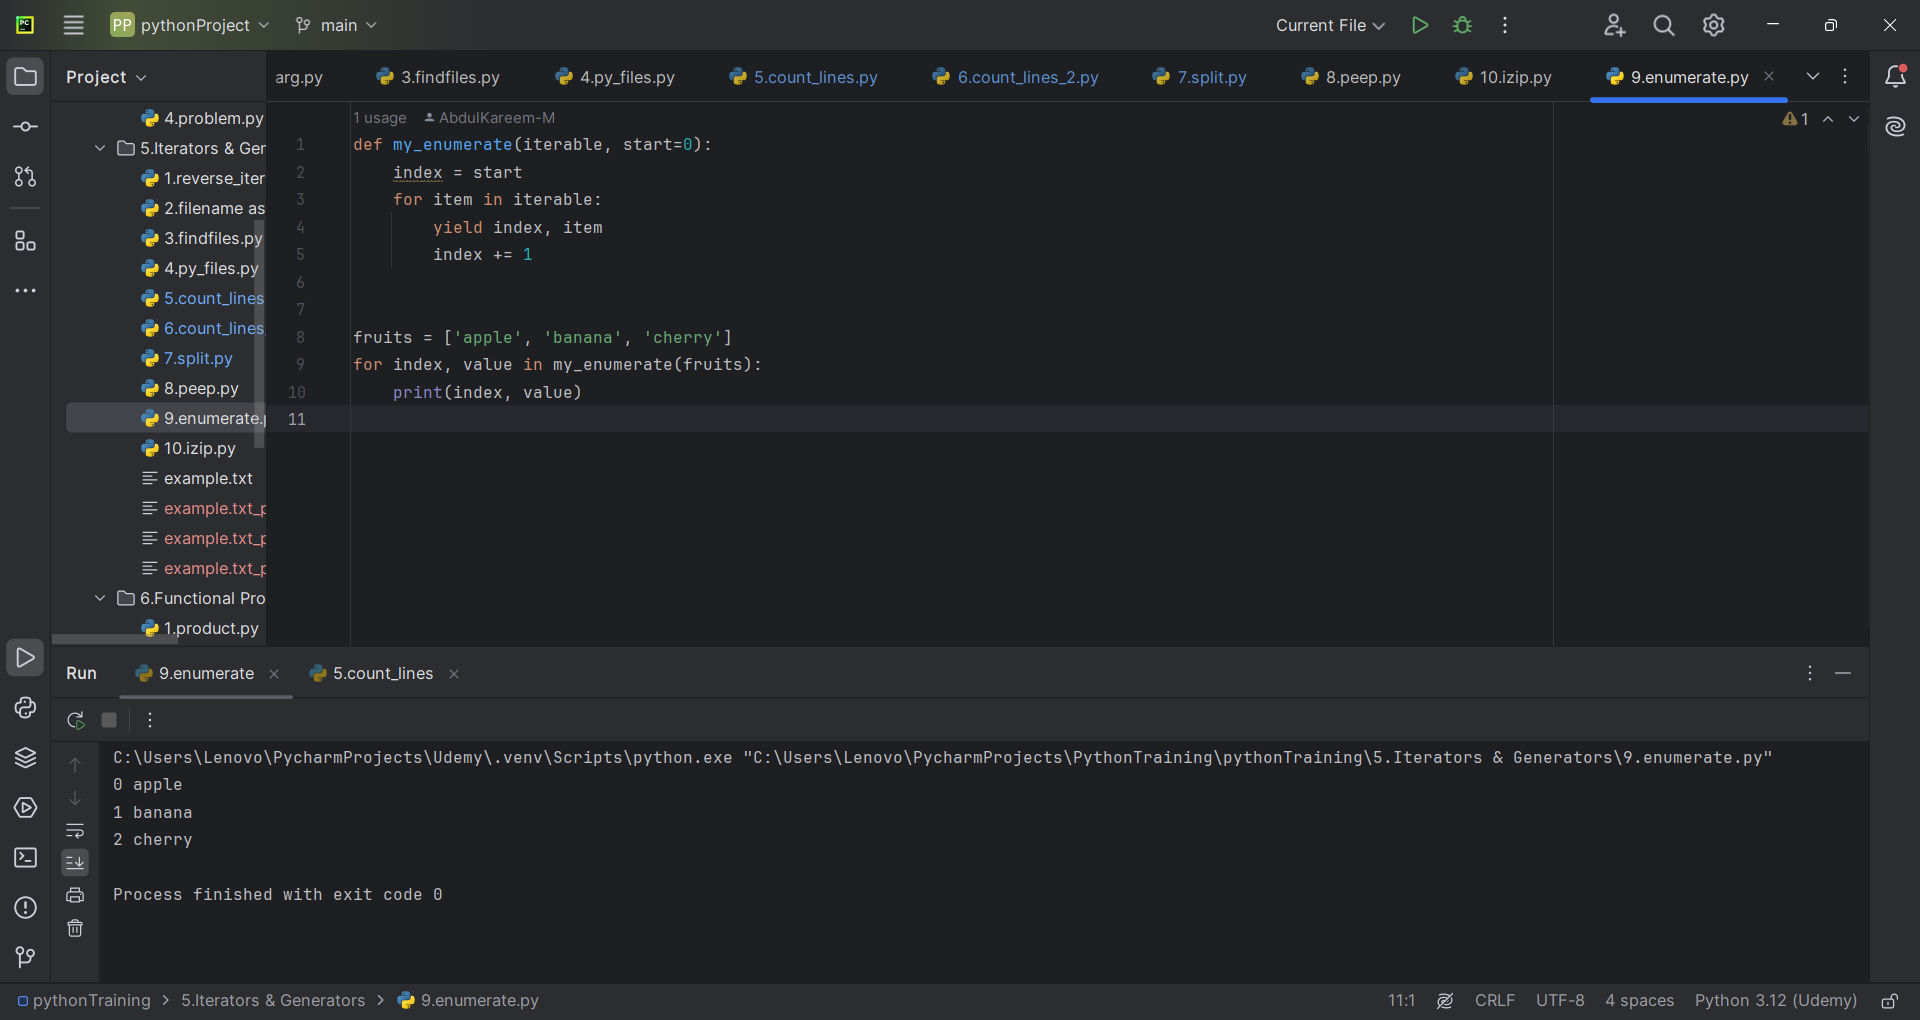 PC PP pythonProject main Current File
Project arg.py 3.findfiles.py 4.py_files.py 5.count_lines.py 6.count_lines_2.py 7.split.py 8.peep.py 10.izip.py 9.enumerate.py
4.problem.py
5.Iterators & Ger
1.reverse_iter
2.filename as
3.findfiles.py
4.py_files.py
5.count_lines
6.count_lines_
7.split.py
8.peep.py
9.enumerate.p
10.izip.py
example.txt
example.txt_p
example.txt_p
example.txt_p
6.Functional Pro
1.product.py
1 usage AbdulKareem-M
1
1 def my_enumerate(iterable, start=0):
2 index = start
3 for item in iterable:
4 yield index, item
5 index += 1
6
7
8 fruits = ['apple', 'banana', 'cherry']
9 for index, value in my_enumerate(fruits):
10 print(index, value)
11
Run 9.enumerate 5.count_lines
C:\Users\Lenovo\PycharmProjects\Udemy\.venv\Scripts\python.exe "C:\Users\Lenovo\PycharmProjects\PythonTraining\pythonTraining\5.Iterators & Generators\9.enumerate.py"
0 apple
1 banana
2 cherry
Process finished with exit code 0
pythonTraining > 5.Iterators & Generators > 9.enumerate.py 11:1 CRLF UTF-8 4 spaces Python 3.12 (Udemy)